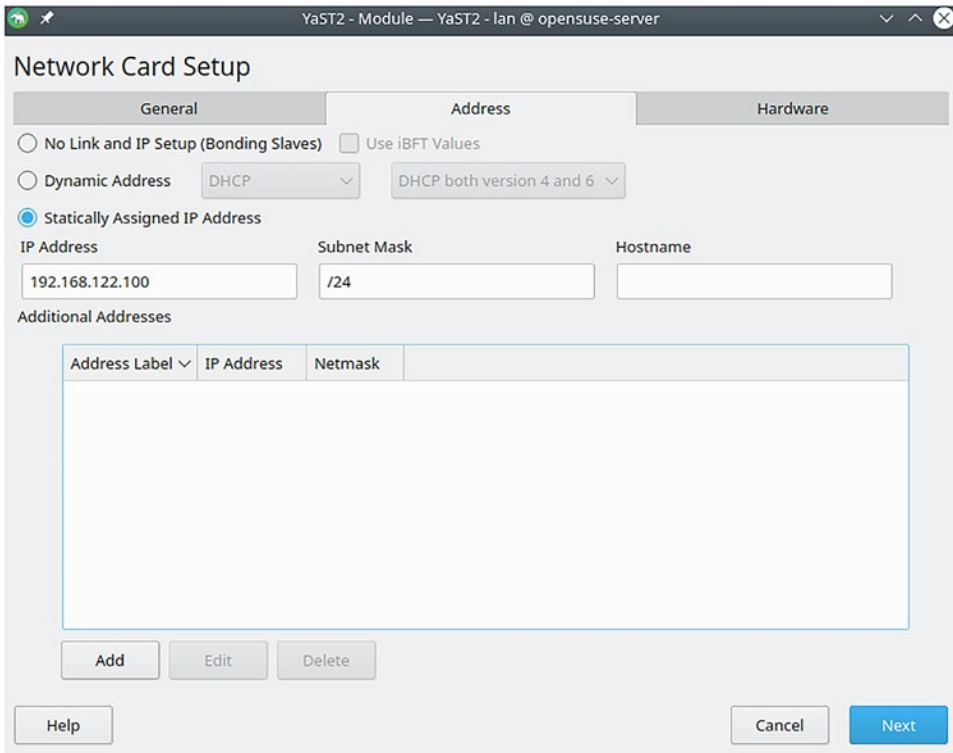 YaST2 - Module — YaST2 - lan @ opensuse-server
Network Card Setup
General Address Hardware
No Link and IP Setup (Bonding Slaves) Use iBFT Values
Dynamic Address DHCP DHCP both version 4 and 6
Statically Assigned IP Address
IP Address Subnet Mask Hostname
192.168.122.100 /24
Additional Addresses
Address Label IP Address Netmask
Add Edit Delete
Help Cancel Next